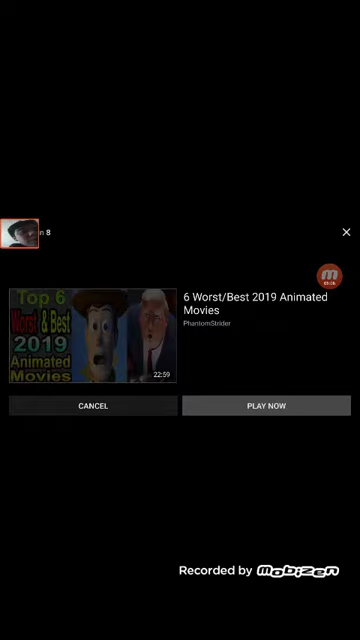 n 8
6 Worst/Best 2019 Animated
Movies
PhantomStrider
Top 6
Worst & Best
2019
Animated
Movies
22:59
CANCEL
PLAY NOW
Recorded by mobizen